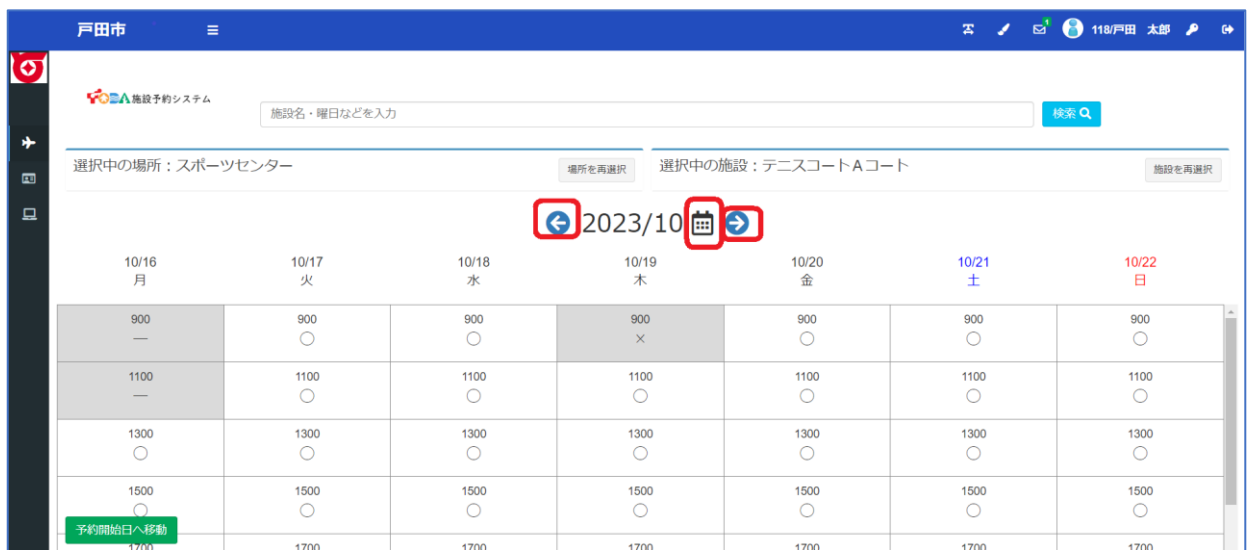 戸田市
1
118/戸田 太郎
TODA施設予約システム
施設名・曜日などを入力
検索
選択中の場所：スポーツセンター
場所を再選択
選択中の施設：テニスコートAコート
施設を再選択
2023/10
10/16 10/17 10/18 10/19 10/20 10/21 10/22
月 火 水 木 金 土 日
900 900 900 900 900 900 900
— ○ ○ × ○ ○ ○
1100 1100 1100 1100 1100 1100 1100
— ○ ○ ○ ○ ○ ○
1300 1300 1300 1300 1300 1300 1300
○ ○ ○ ○ ○ ○ ○
1500 1500 1500 1500 1500 1500 1500
○ ○ ○ ○ ○ ○ ○
予約開始日へ移動
1700 1700 1700 1700 1700 1700 1700